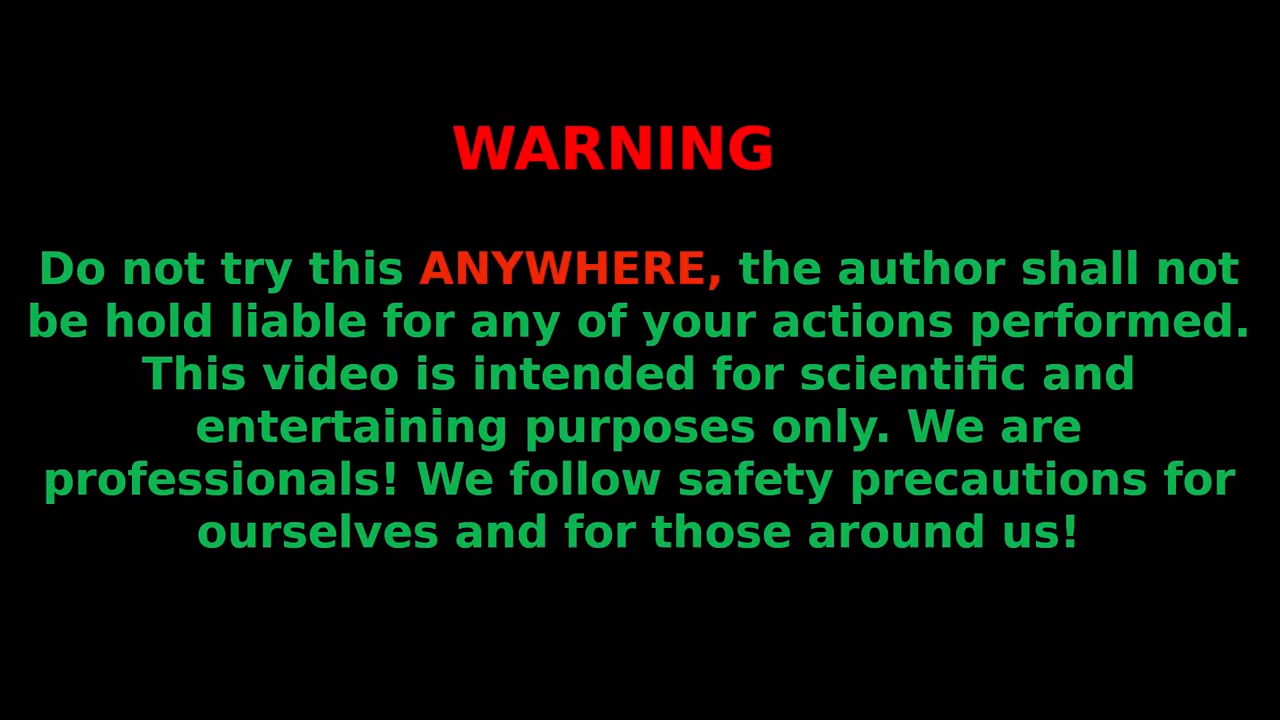 WARNING
Do not try this ANYWHERE, the author shall not
be hold liable for any of your actions performed.
This video is intended for scientific and
entertaining purposes only. We are
professionals! We follow safety precautions for
ourselves and for those around us!